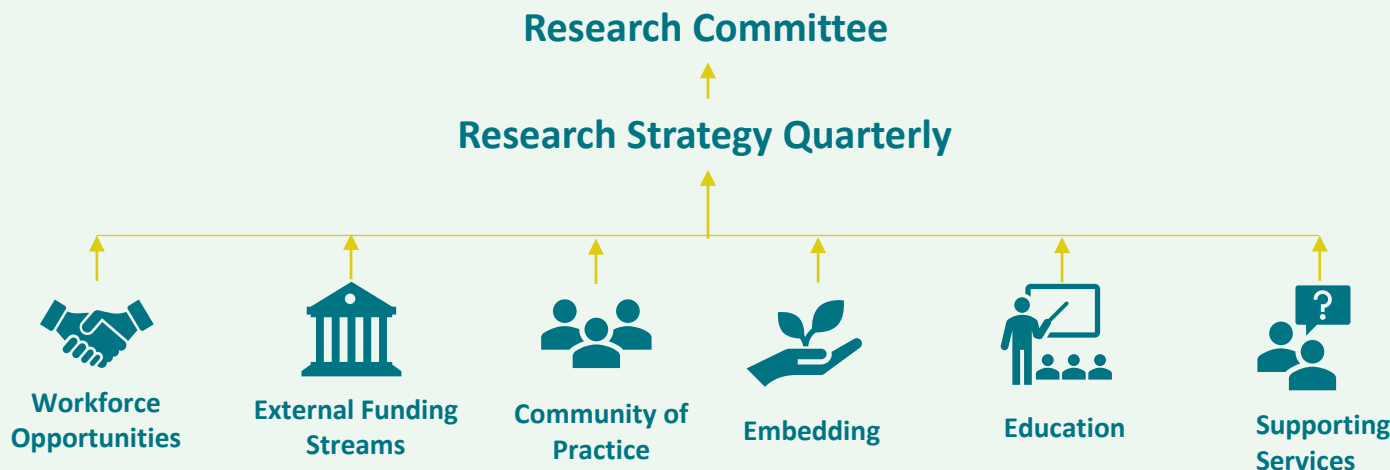 Research Committee
Research Strategy Quarterly
?
Workforce
Opportunities
External Funding
Streams
Community of
Practice
Embedding
Education
Supporting
Services